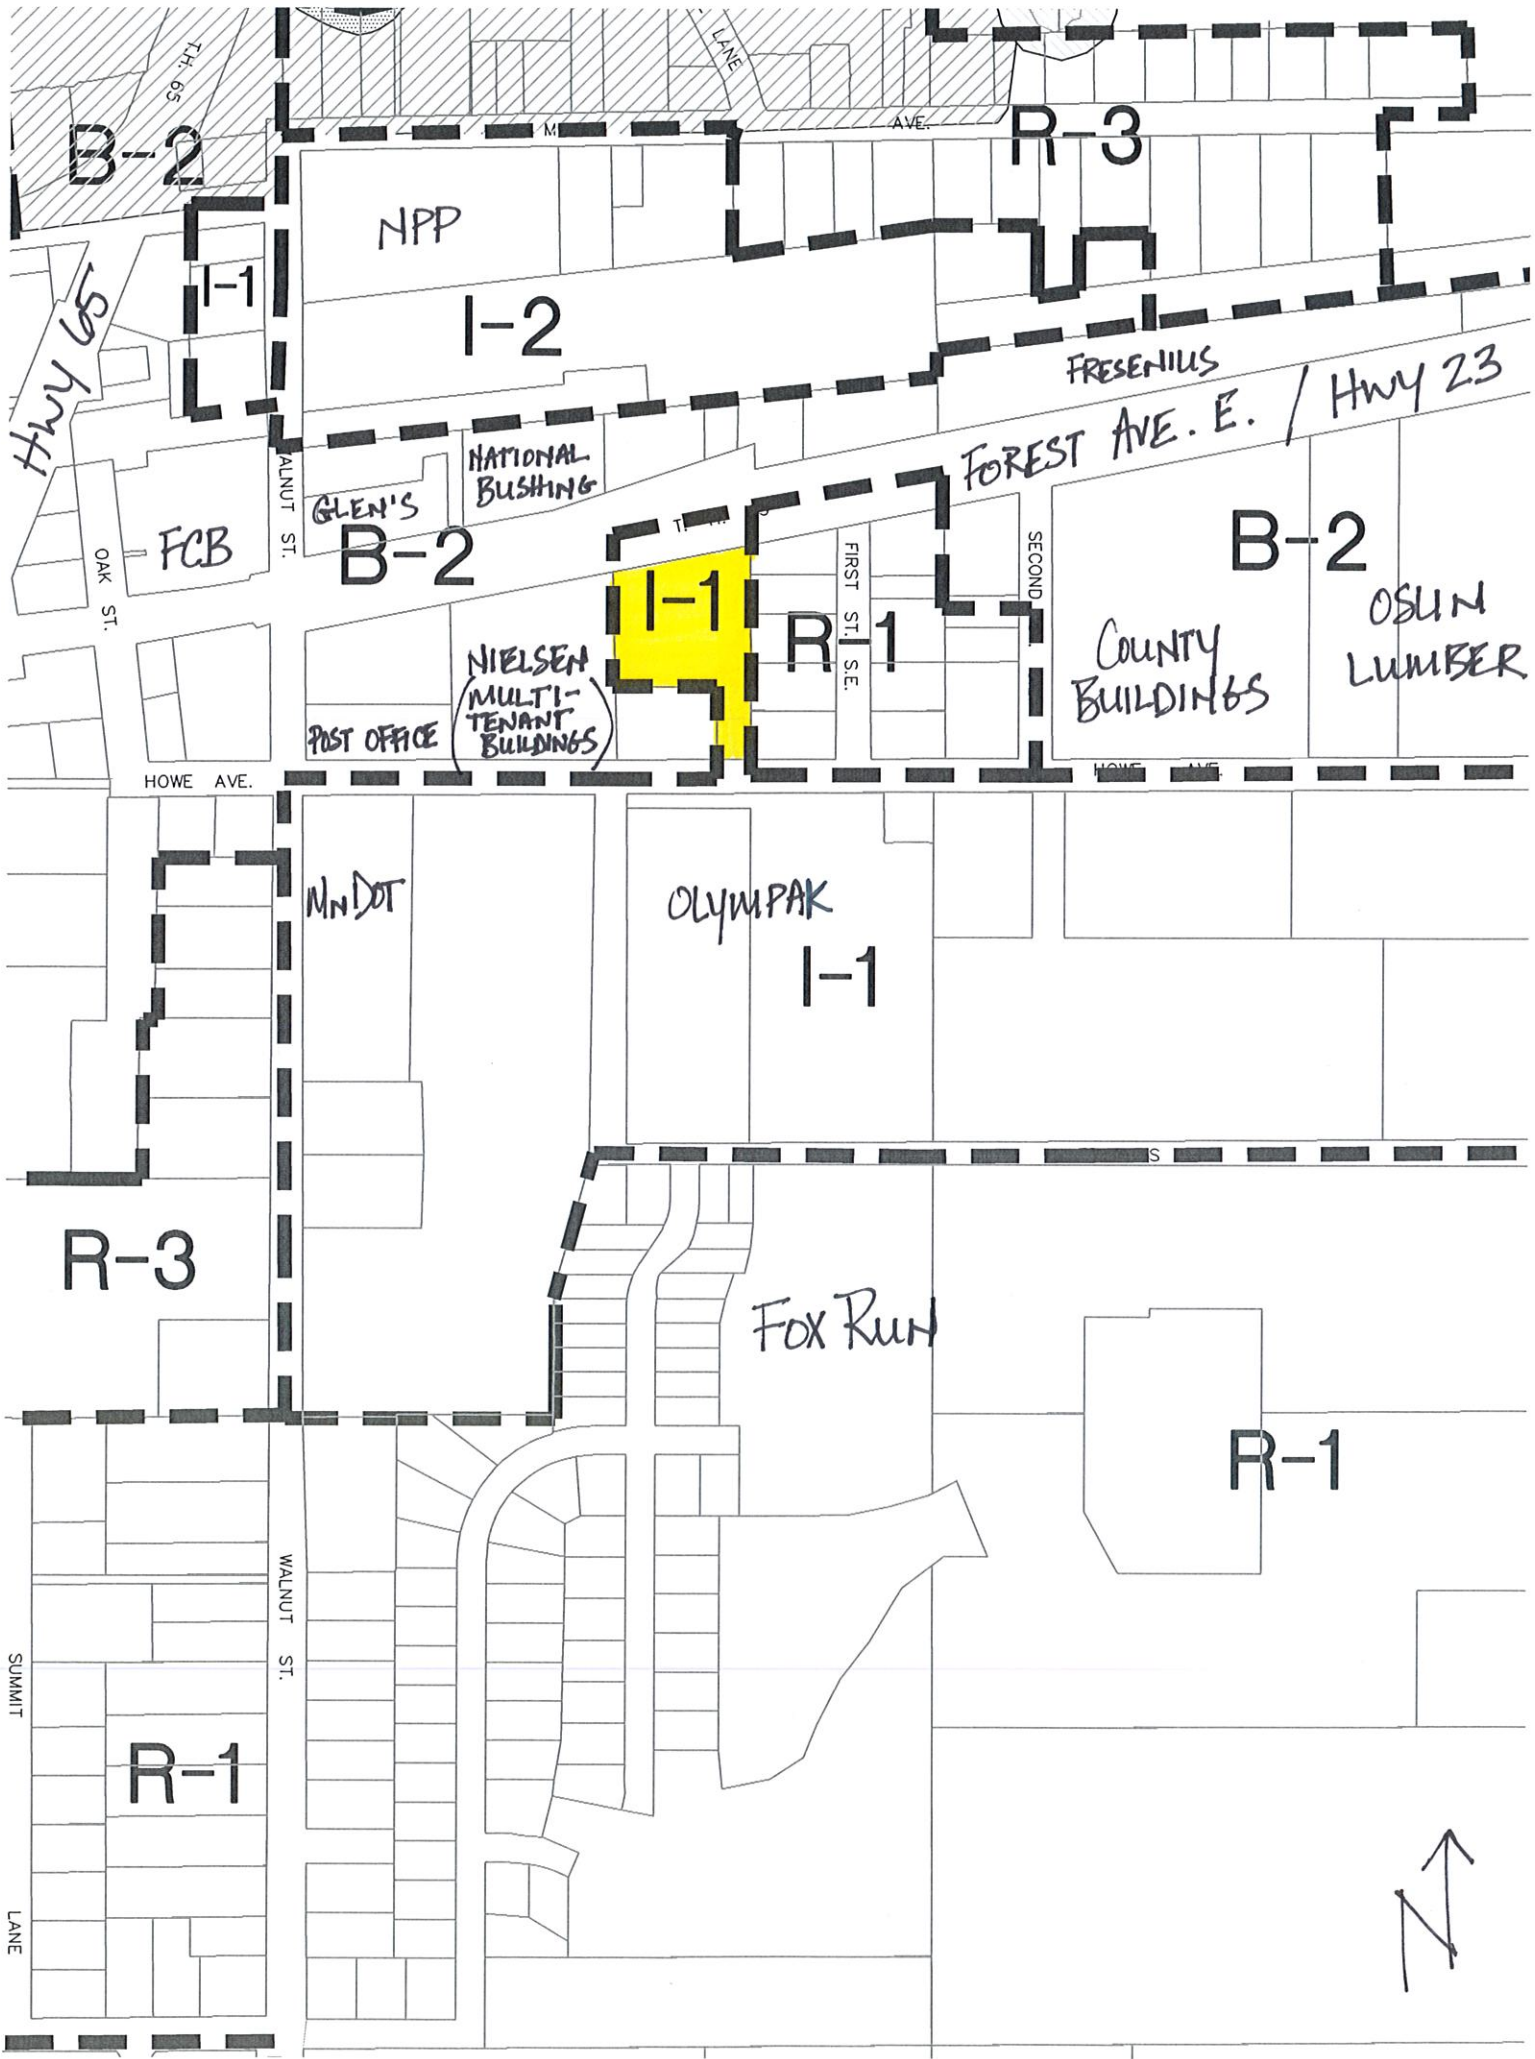 T.H. 65
LANE
AVE.
M
B-2
R-3
NPP
I-1
HWY 65
I-2
FRESENIUS
FOREST AVE. E. / HWY 23
NATIONAL
BUSHING
GLEN'S
ALNUT ST.
FCB
OAK ST.
B-2
T.
I-1
FIRST ST. S.E.
R-1
SECOND
B-2
COUNTY
BUILDINGS
OSLIN
LUMBER
NIELSEN
(MULTI-
TENANT
BUILDINGS)
POST OFFICE
HOWE AVE.
HOWE AVE.
MNDOT
OLYMPAK
I-1
S
R-3
FOX RUN
R-1
WALNUT ST.
SUMMIT LANE
R-1
N